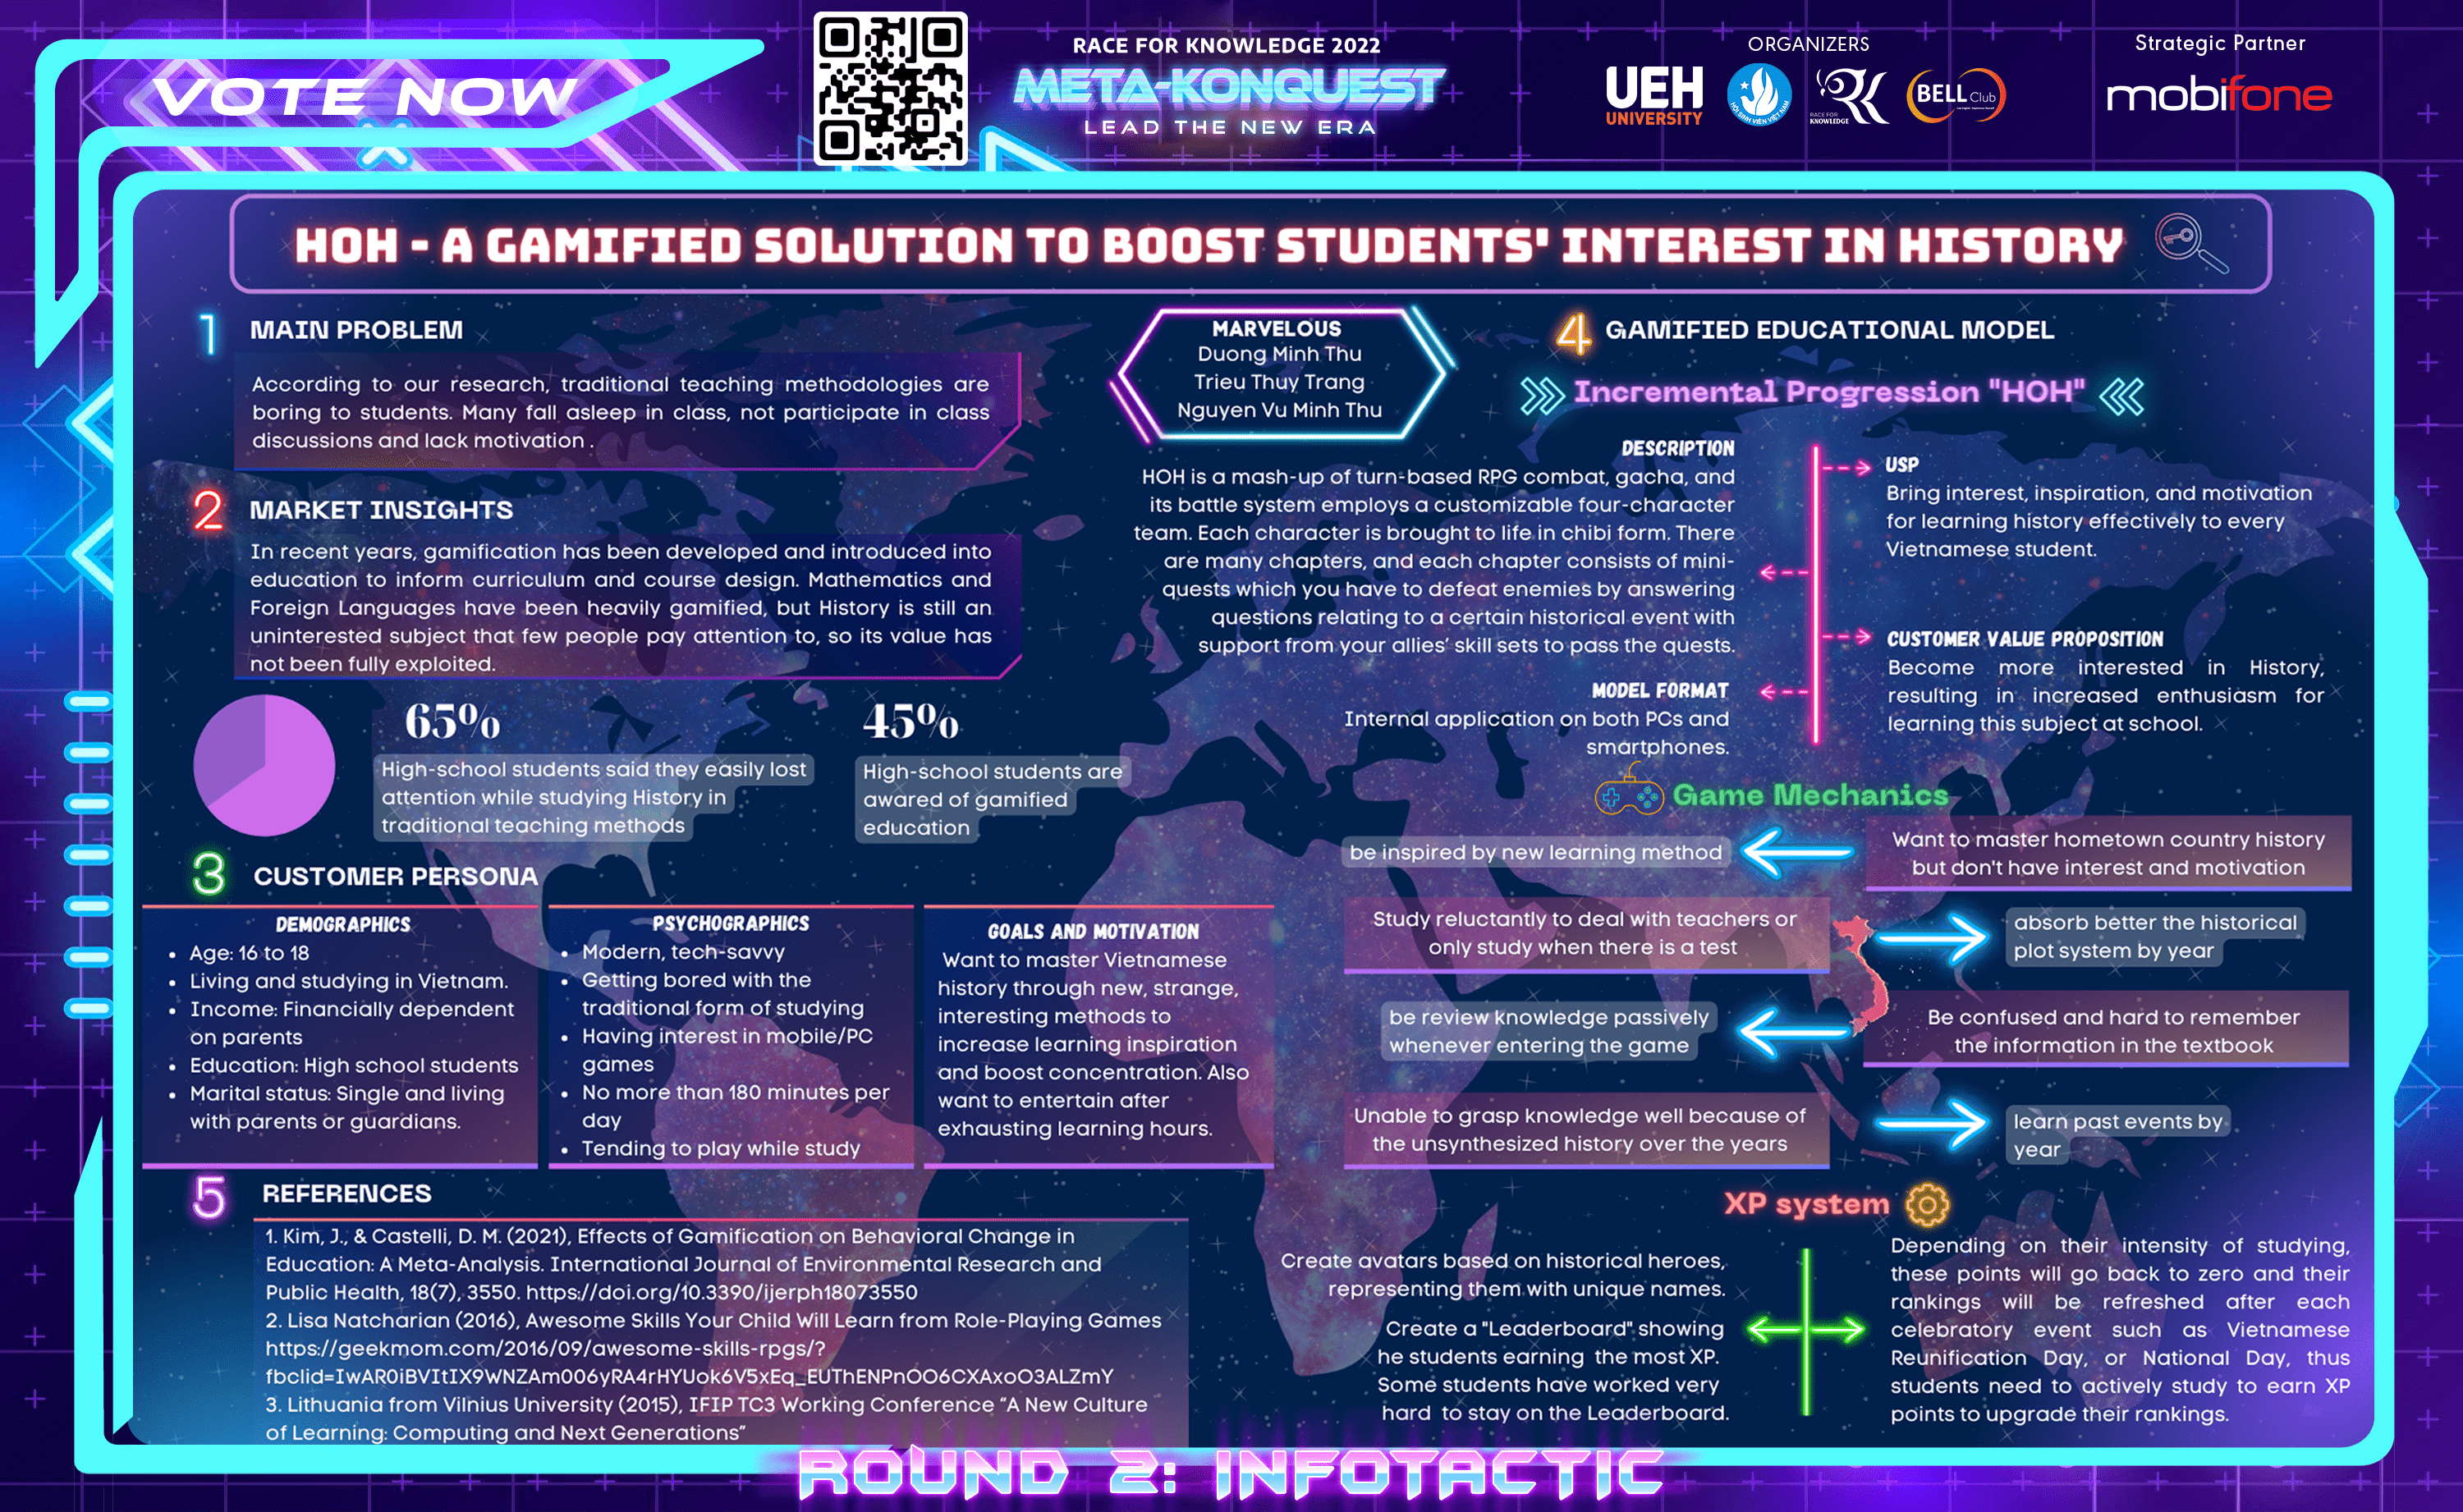 VOTE NOW
RACE FOR KNOWLEDGE 2022
META-KONQUEST
LEAD THE NEW ERA
ORGANIZERS
UEH
UNIVERSITY
HỘI SINH VIÊN VIỆT NAM
RACE FOR
KNOWLEDGE
BELL Club
Strategic Partner
mobifone
HOH - A GAMIFIED SOLUTION TO BOOST STUDENTS' INTEREST IN HISTORY
1 MAIN PROBLEM
According to our research, traditional teaching methodologies are
boring to students. Many fall asleep in class, not participate in class
discussions and lack motivation .
2 MARKET INSIGHTS
In recent years, gamification has been developed and introduced into
education to inform curriculum and course design. Mathematics and
Foreign Languages have been heavily gamified, but History is still an
uninterested subject that few people pay attention to, so its value has
not been fully exploited.
65%
High-school students said they easily lost
attention while studying History in
traditional teaching methods
45%
High-school students are
awared of gamified
education
3 CUSTOMER PERSONA
DEMOGRAPHICS
• Age: 16 to 18
• Living and studying in Vietnam.
• Income: Financially dependent
on parents
• Education: High school students
• Marital status: Single and living
with parents or guardians.
PSYCHOGRAPHICS
• Modern, tech-savvy
• Getting bored with the
traditional form of studying
• Having interest in mobile/PC
games
• No more than 180 minutes per
day
• Tending to play while study
GOALS AND MOTIVATION
Want to master Vietnamese
history through new, strange,
interesting methods to
increase learning inspiration
and boost concentration. Also
want to entertain after
exhausting learning hours.
5 REFERENCES
1. Kim, J., & Castelli, D. M. (2021), Effects of Gamification on Behavioral Change in
Education: A Meta-Analysis. International Journal of Environmental Research and
Public Health, 18(7), 3550. https://doi.org/10.3390/ijerph18073550
2. Lisa Natcharian (2016), Awesome Skills Your Child Will Learn from Role-Playing Games
https://geekmom.com/2016/09/awesome-skills-rpgs/?
fbclid=IwAR0iBVItIX9WNZAm006yRA4rHYUok6V5xEq_EUThENPnOO6CXAxoO3ALZmY
3. Lithuania from Vilnius University (2015), IFIP TC3 Working Conference “A New Culture
of Learning: Computing and Next Generations”
MARVELOUS
Duong Minh Thu
Trieu Thuy Trang
Nguyen Vu Minh Thu
4 GAMIFIED EDUCATIONAL MODEL
Incremental Progression "HOH"
DESCRIPTION
HOH is a mash-up of turn-based RPG combat, gacha, and
its battle system employs a customizable four-character
team. Each character is brought to life in chibi form. There
are many chapters, and each chapter consists of mini-
quests which you have to defeat enemies by answering
questions relating to a certain historical event with
support from your allies’ skill sets to pass the quests.
MODEL FORMAT
Internal application on both PCs and
smartphones.
USP
Bring interest, inspiration, and motivation
for learning history effectively to every
Vietnamese student.
CUSTOMER VALUE PROPOSITION
Become more interested in History,
resulting in increased enthusiasm for
learning this subject at school.
Game Mechanics
be inspired by new learning method
Want to master hometown country history
but don't have interest and motivation
Study reluctantly to deal with teachers or
only study when there is a test
absorb better the historical
plot system by year
be review knowledge passively
whenever entering the game
Be confused and hard to remember
the information in the textbook
Unable to grasp knowledge well because of
the unsynthesized history over the years
learn past events by
year
XP system
Create avatars based on historical heroes,
representing them with unique names.
Create a "Leaderboard" showing
he students earning the most XP.
Some students have worked very
hard to stay on the Leaderboard.
Depending on their intensity of studying,
these points will go back to zero and their
rankings will be refreshed after each
celebratory event such as Vietnamese
Reunification Day, or National Day, thus
students need to actively study to earn XP
points to upgrade their rankings.
ROUND 2: INFOTACTIC